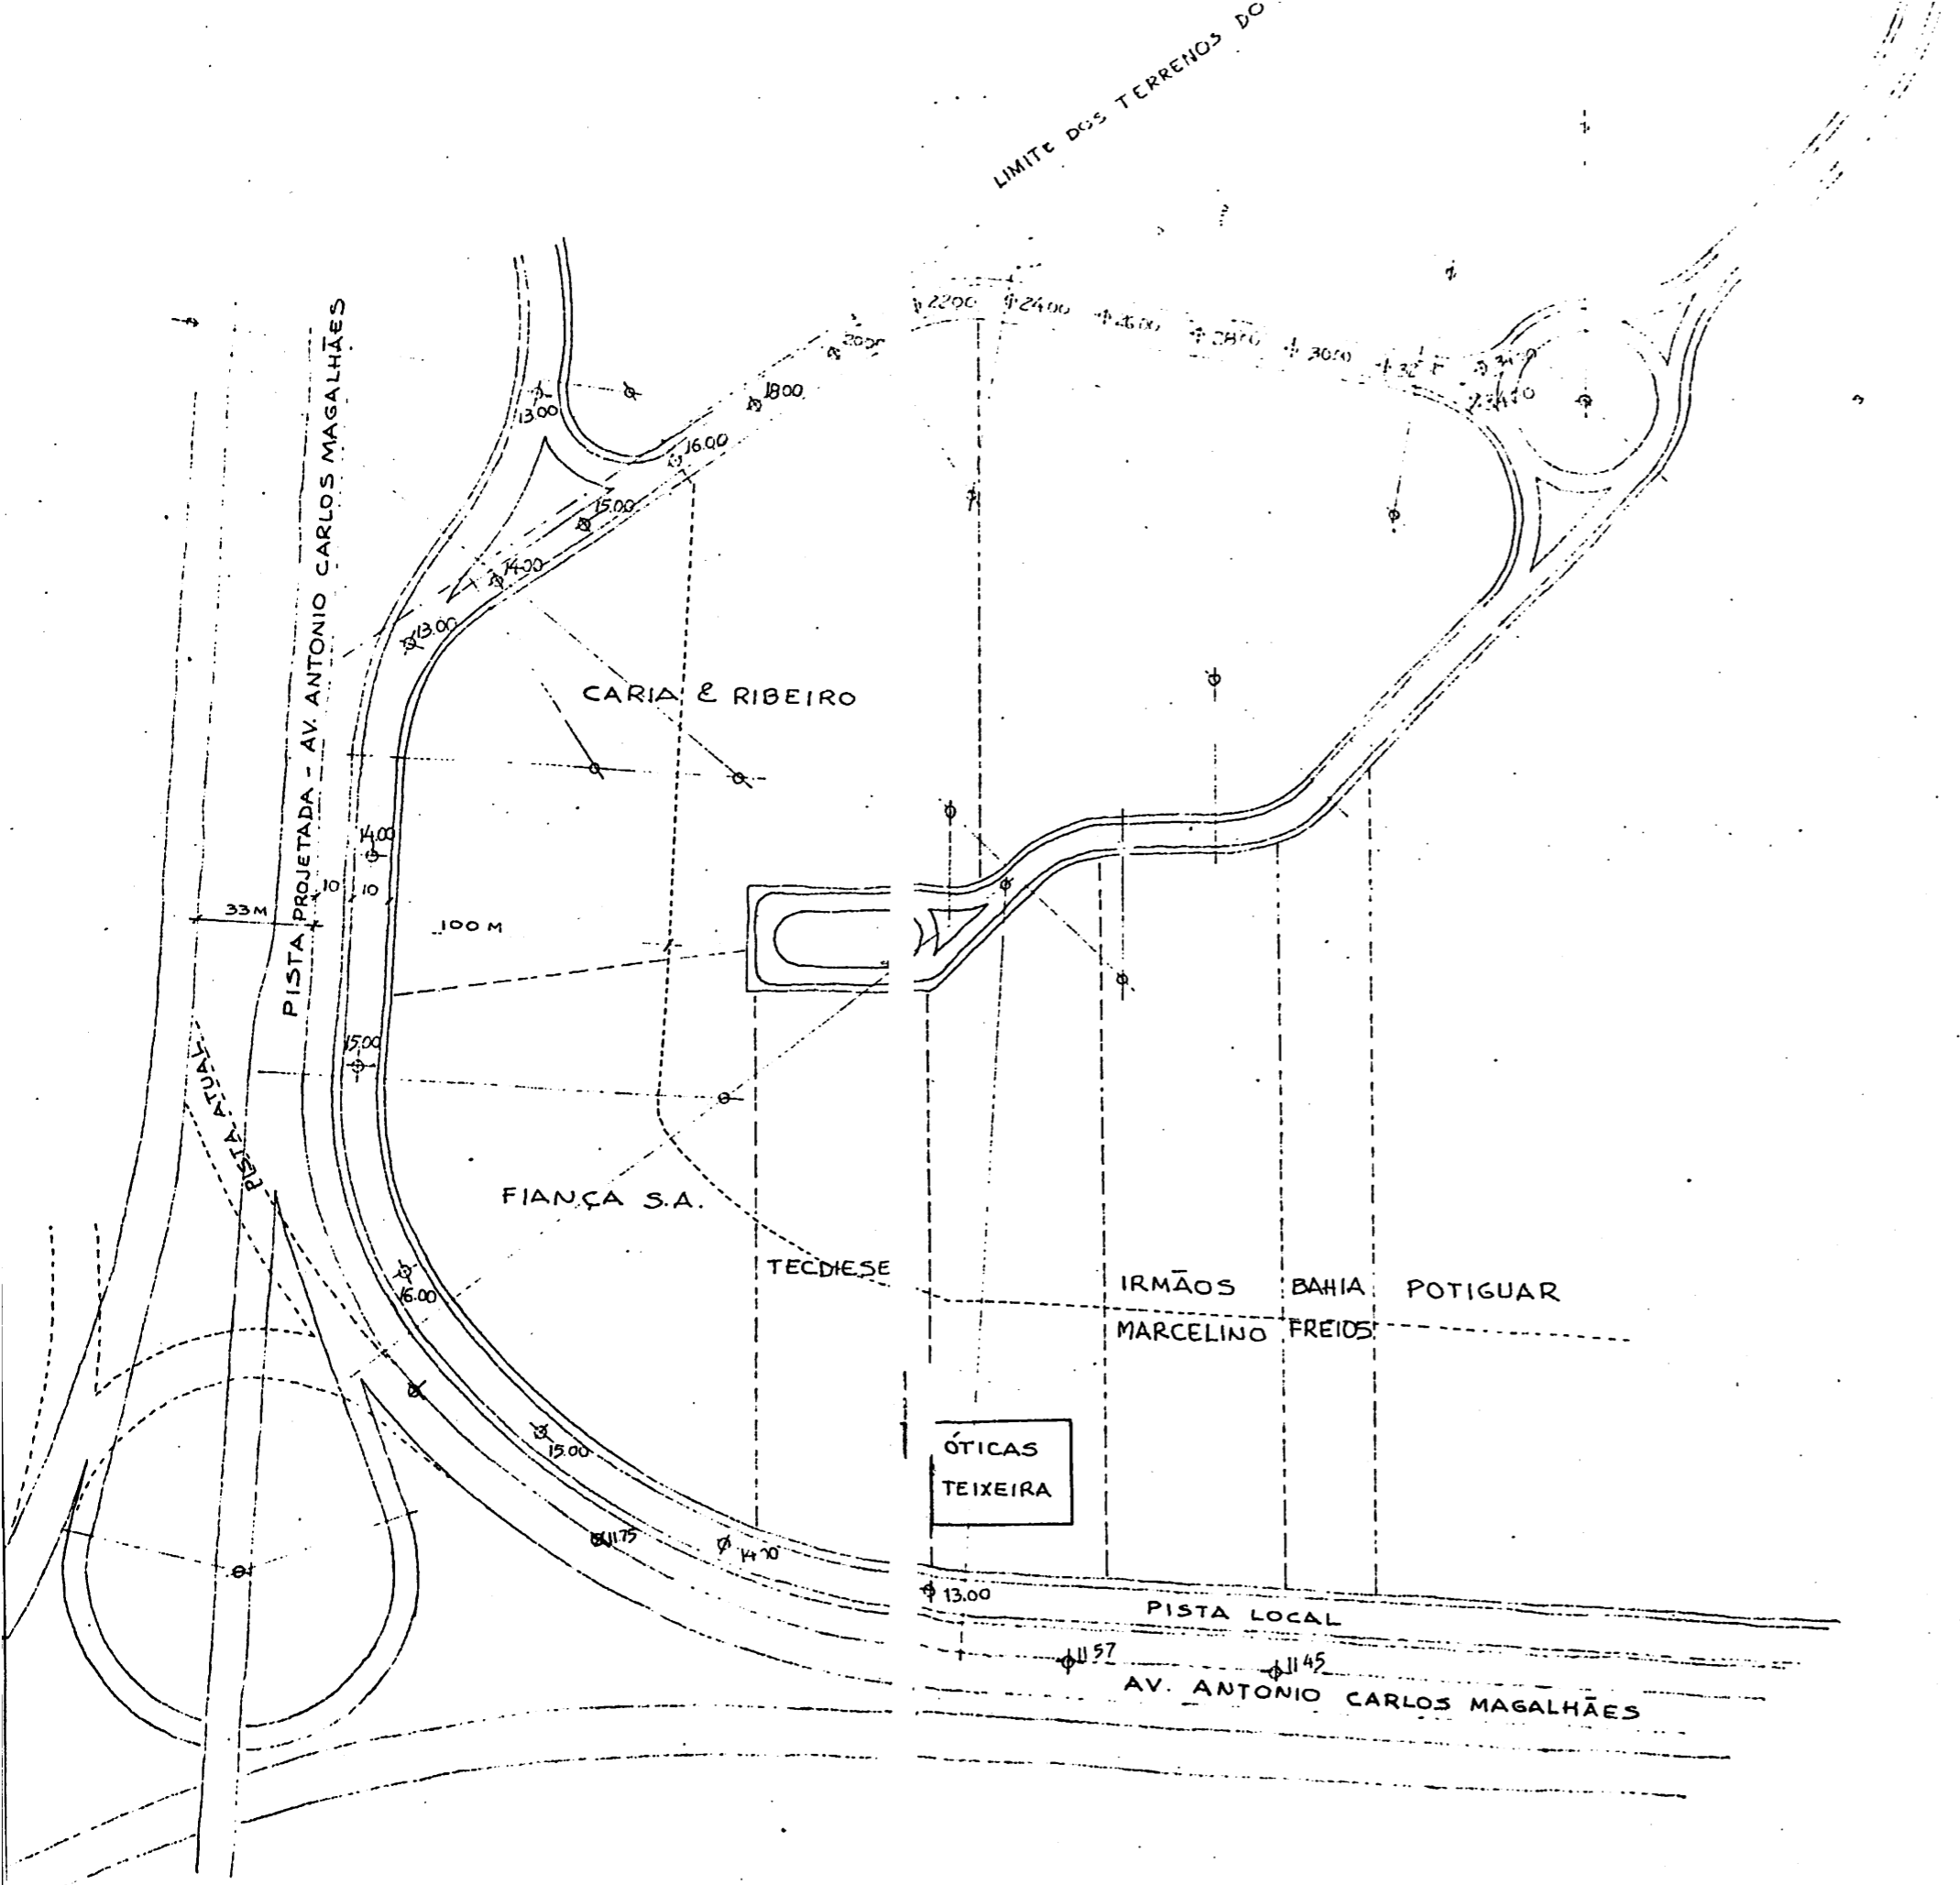 LIMITE DOS TERRENOS DO
2200 2400 2600 2800 3000
1800
13.00
16.00
15.00
14.00
13.00
PISTA PROJETADA - AV. ANTONIO CARLOS MAGALHÃES
CARIA & RIBEIRO
14.00
10 10
33M
100 M
15.00
PISTA ATUAL
FIANÇA S.A.
TECDIESE
IRMÃOS
MARCELINO
BAHIA
FREIOS
POTIGUAR
16.00
ÓTICAS
TEIXEIRA
15.00
11.75
13.00
PISTA LOCAL
11 57
11 45
AV. ANTONIO CARLOS MAGALHÃES